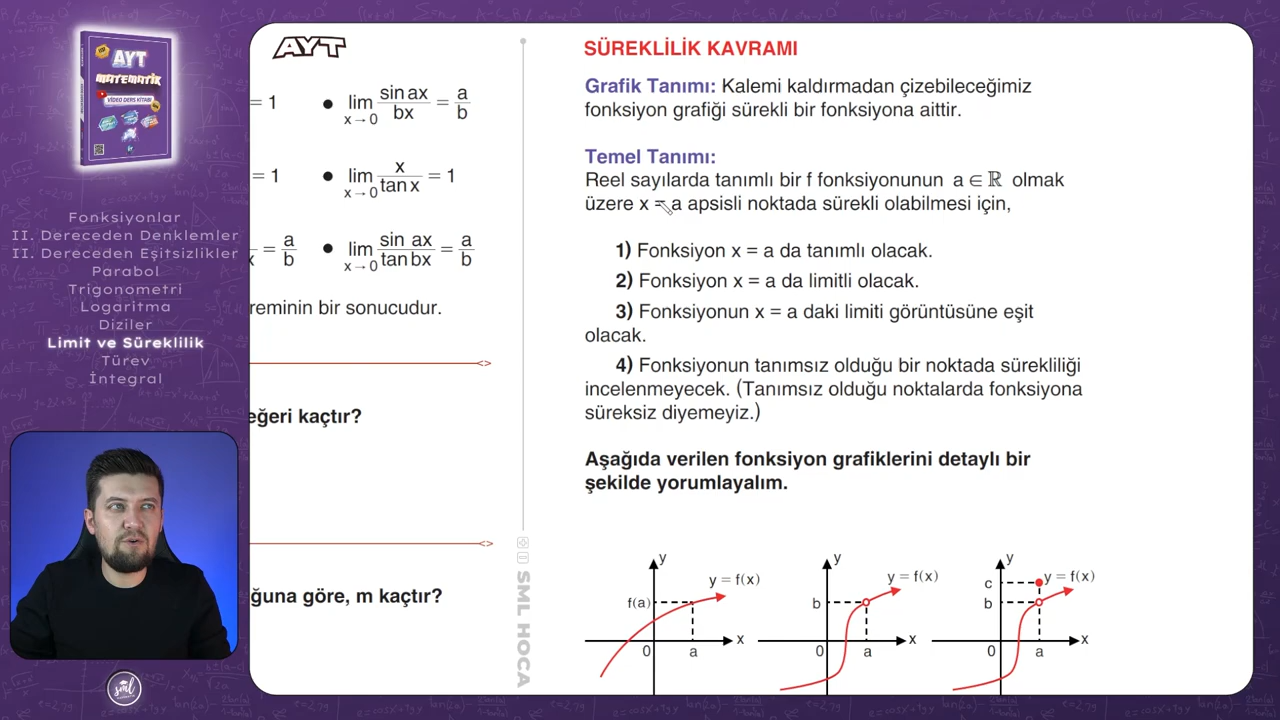 AYT
MATEMATİK
VİDEO DERS KİTABI
Fonksiyonlar
II. Dereceden Denklemler
II. Dereceden Eşitsizlikler
Parabol
Trigonometri
Logaritma
Diziler
Limit ve Süreklilik
Türev
İntegral
sml
AYT
= 1
• lim x→0 sin ax / bx = a / b
= 1
• lim x→0 x / tan x = 1
x = a / b
• lim x→0 sin ax / tan bx = a / b
reminin bir sonucudur.
eğeri kaçtır?
ğuna göre, m kaçtır?
SML HOCA
SÜREKLİLİK KAVRAMI
Grafik Tanımı: Kalemi kaldırmadan çizebileceğimiz
fonksiyon grafiği sürekli bir fonksiyona aittir.
Temel Tanımı:
Reel sayılarda tanımlı bir f fonksiyonunun a ∈ ℝ olmak
üzere x = a apsisli noktada sürekli olabilmesi için,
1) Fonksiyon x = a da tanımlı olacak.
2) Fonksiyon x = a da limitli olacak.
3) Fonksiyonun x = a daki limiti görüntüsüne eşit
olacak.
4) Fonksiyonun tanımsız olduğu bir noktada sürekliliği
incelenmeyecek. (Tanımsız olduğu noktalarda fonksiyona
süreksiz diyemeyiz.)
Aşağıda verilen fonksiyon grafiklerini detaylı bir
şekilde yorumlayalım.
y
y = f(x)
f(a)
x
0
a
y
y = f(x)
b
x
0
a
y
c
y = f(x)
b
x
0
a